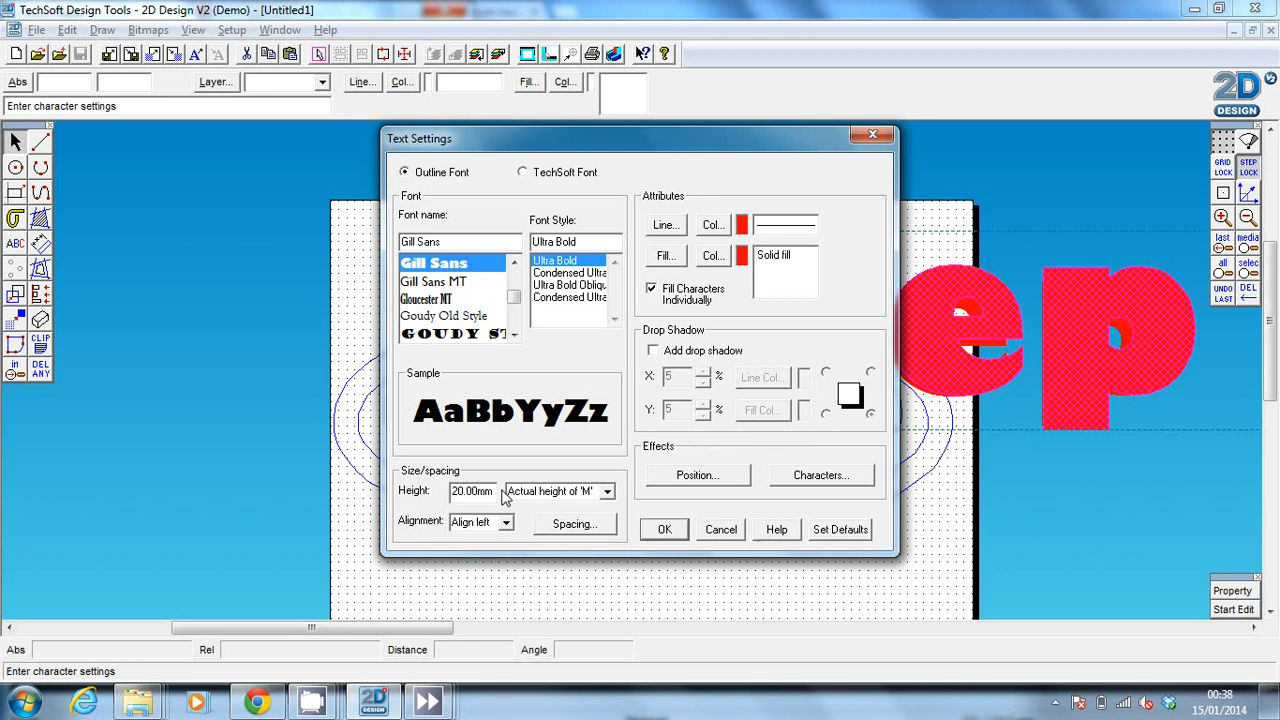 TechSoft Design Tools - 2D Design V2 (Demo) - [Untitled1]
File Edit Draw Bitmaps View Setup Window Help
Abs Layer... Line... Col... Fill... Col...
2D
DESIGN
Enter character settings
Text Settings
Outline Font TechSoft Font
Font
Font name:
Font Style:
Gill Sans
Ultra Bold
Gill Sans
Gill Sans MT
Gloucester MT
Goudy Old Style
GOUDY ST
Ultra Bold
Condensed Ultra
Ultra Bold Obliqu
Condensed Ultra
Sample
AaBbYyZz
Size/spacing
Height: 20.00mm Actual height of 'M'
Alignment: Align left Spacing...
Attributes
Line... Col...
Fill... Col... Solid fill
Fill Characters
Individually
Drop Shadow
Add drop shadow
X: 5 % Line Col...
Y: 5 % Fill Col...
Effects
Position... Characters...
OK Cancel Help Set Defaults
ep
ABC
CLIP
DEL
ANY
in
GRID
LOCK
STEP
LOCK
last
media
all
selec
UNDO
LAST
DEL
Property
Start Edit
Abs Rel Distance Angle
Enter character settings
2D
DESIGN
00:38
15/01/2014